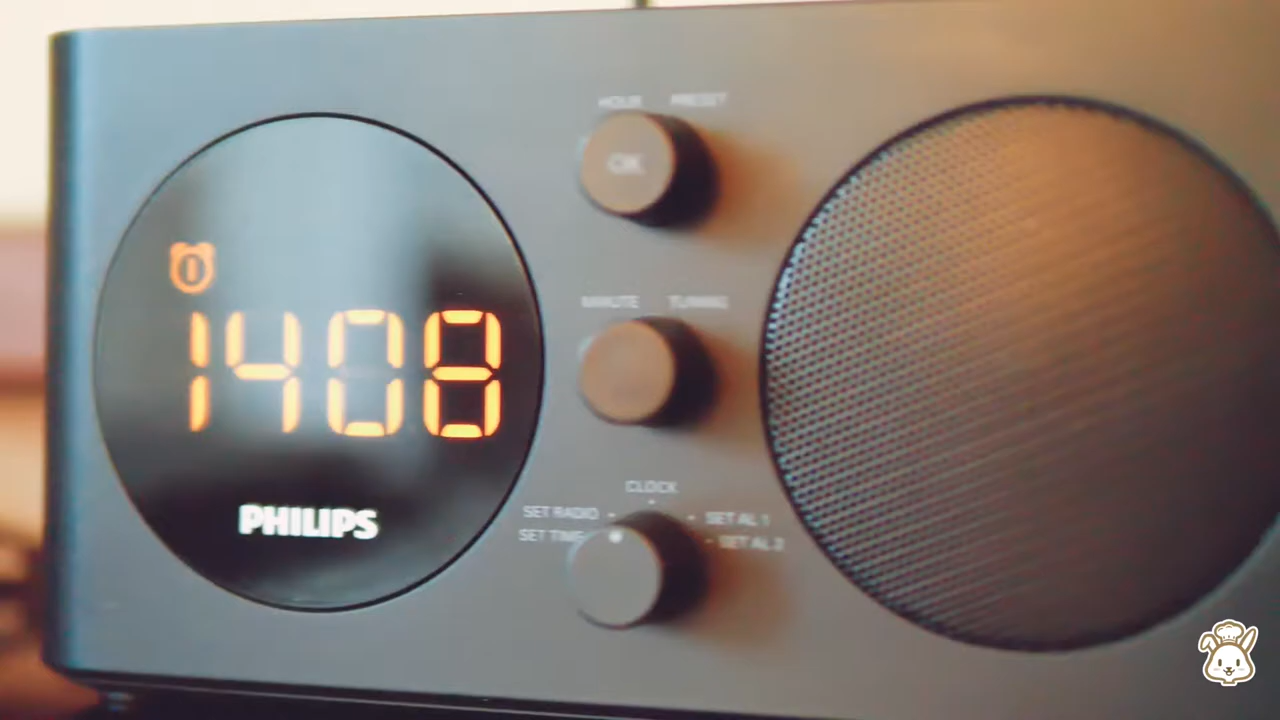 HOUR PRESET
OK
MINUTE TUNING
1408
PHILIPS
CLOCK
SET RADIO SET AL 1
SET TIME SET AL 2